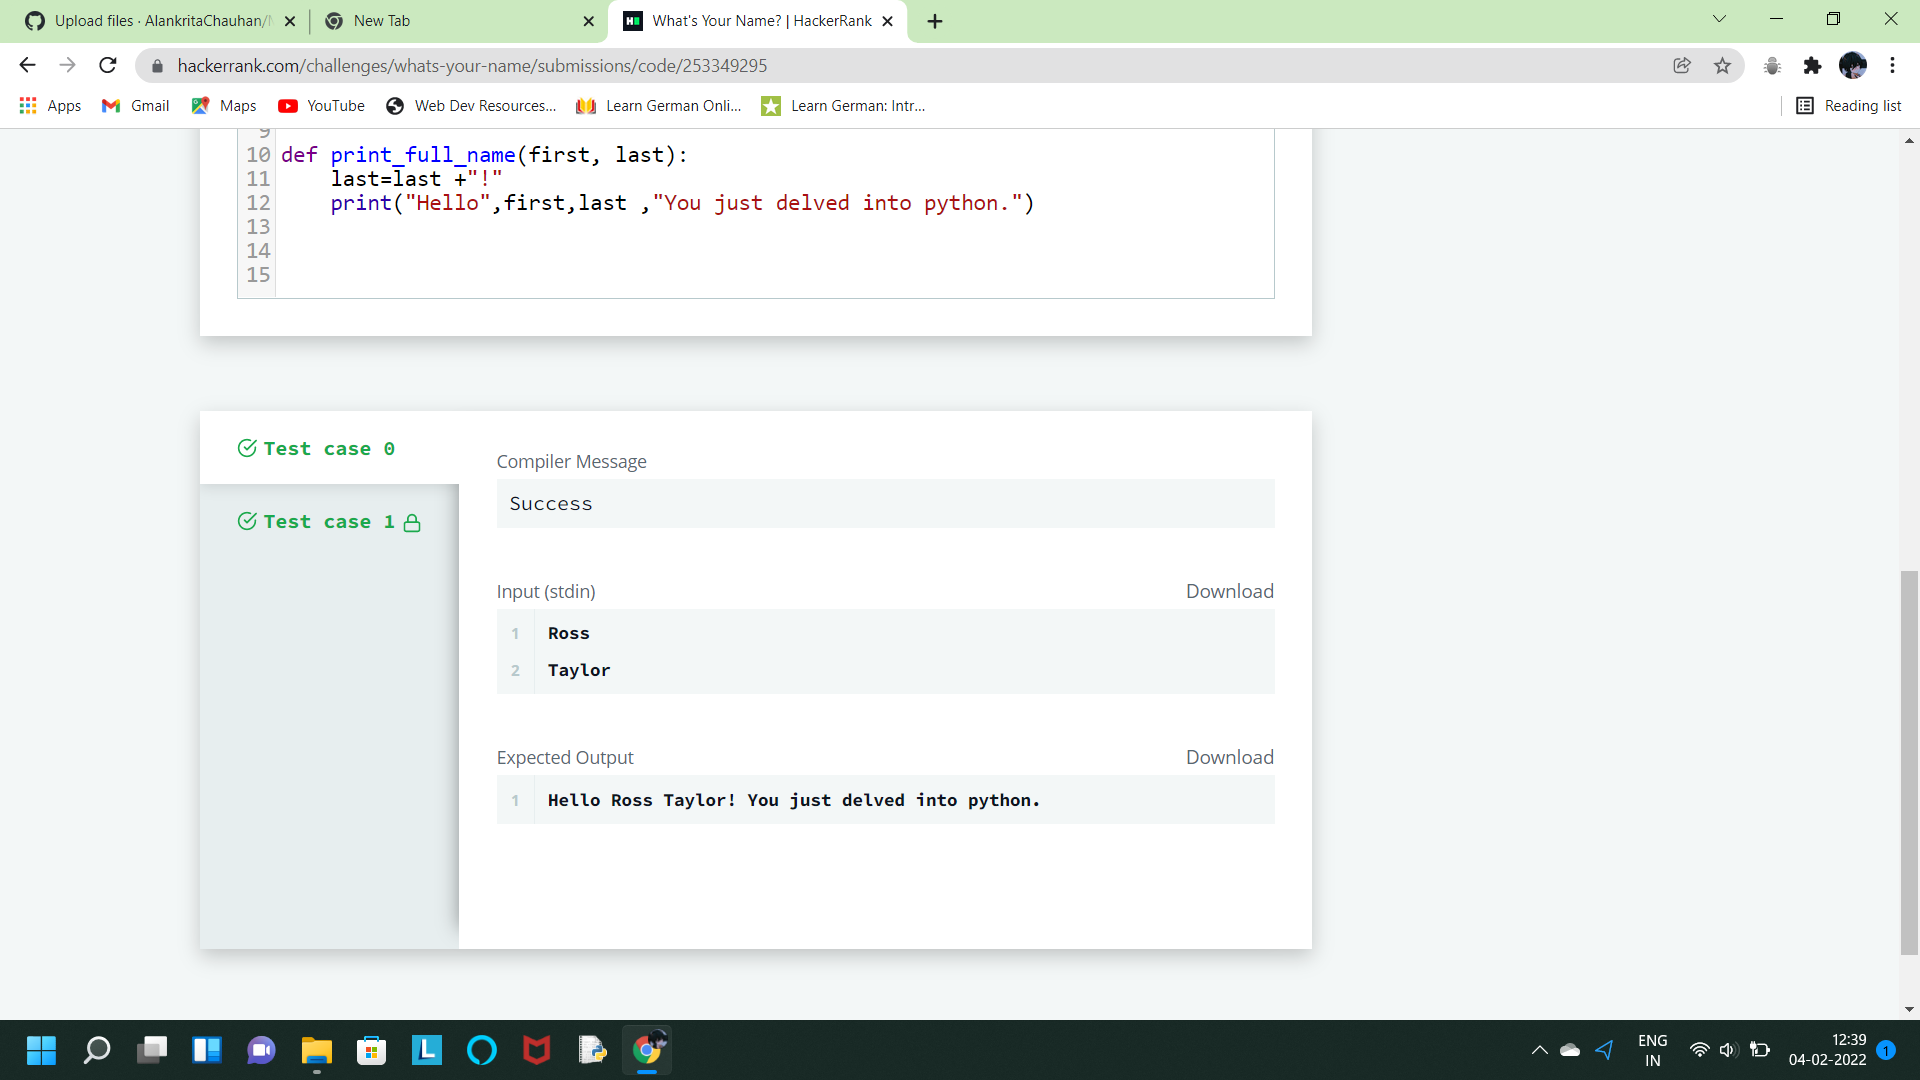 Upload files · AlankritaChauhan/
New Tab
What's Your Name? | HackerRank
hackerrank.com/challenges/whats-your-name/submissions/code/253349295
Apps
Gmail
Maps
YouTube
Web Dev Resources...
Learn German Onli...
Learn German: Intr...
Reading list
9
10 def print_full_name(first, last):
11 last=last +"!"
12 print("Hello",first,last ,"You just delved into python.")
13
14
15
Test case 0
Test case 1
Compiler Message
Success
Input (stdin)
Download
1 Ross
2 Taylor
Expected Output
Download
1 Hello Ross Taylor! You just delved into python.
ENG
IN
12:39
04-02-2022
1